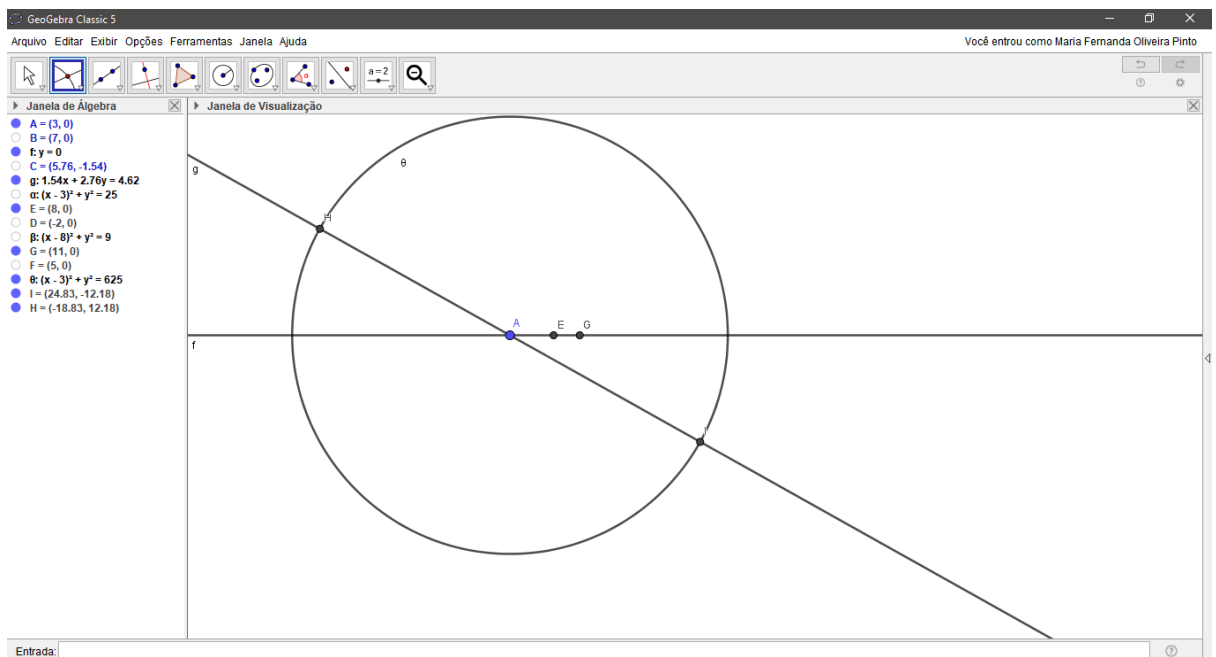 GeoGebra Classic 5
Arquivo Editar Exibir Opções Ferramentas Janela Ajuda
Você entrou como Maria Fernanda Oliveira Pinto
a = 2
Janela de Álgebra
Janela de Visualização
A = (3, 0)
B = (7, 0)
f: y = 0
C = (5.76, -1.54)
g: 1.54x + 2.76y = 4.62
α: (x - 3)² + y² = 25
E = (8, 0)
D = (-2, 0)
β: (x - 8)² + y² = 9
G = (11, 0)
F = (5, 0)
θ: (x - 3)² + y² = 625
I = (24.83, -12.18)
H = (-18.83, 12.18)
θ
g
H
A
E
G
f
I
Entrada: